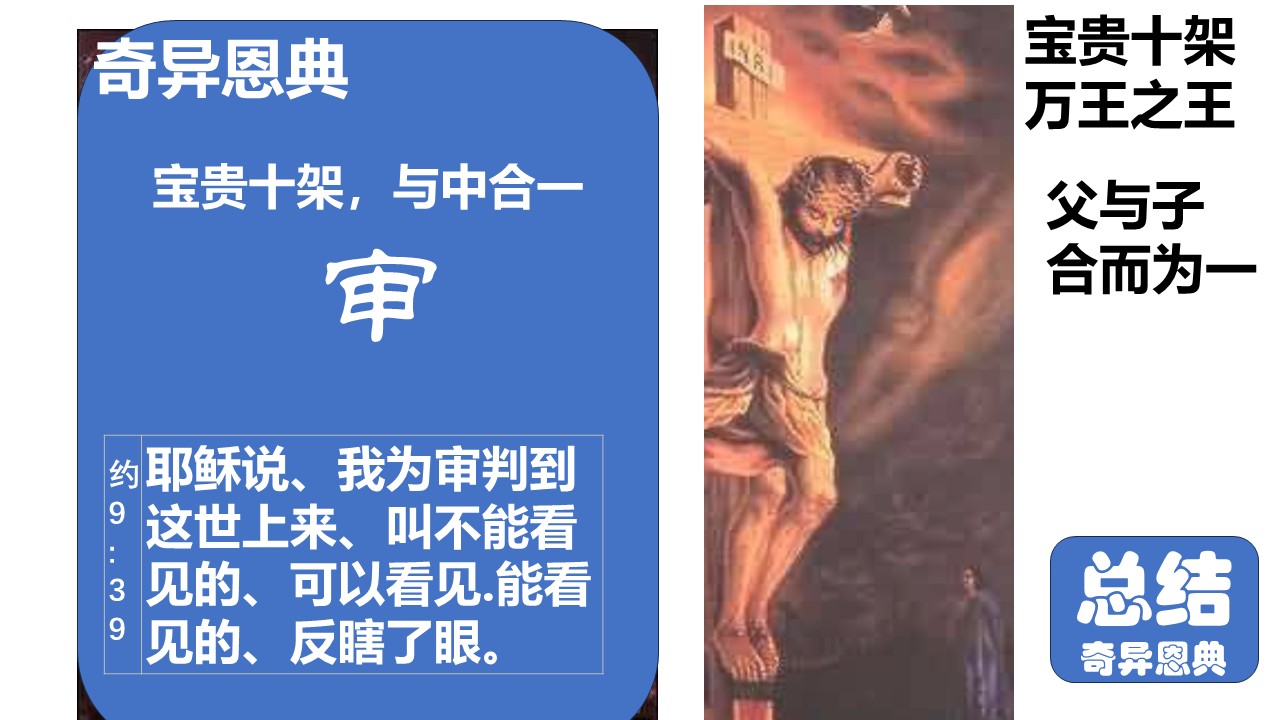 奇异恩典
宝贵十架，与中合一
审
约9:39
耶稣说、我为审判到
这世上来、叫不能看
见的、可以看见.能看
见的、反瞎了眼。
INRI
宝贵十架
万王之王
父与子
合而为一
总结
奇异恩典